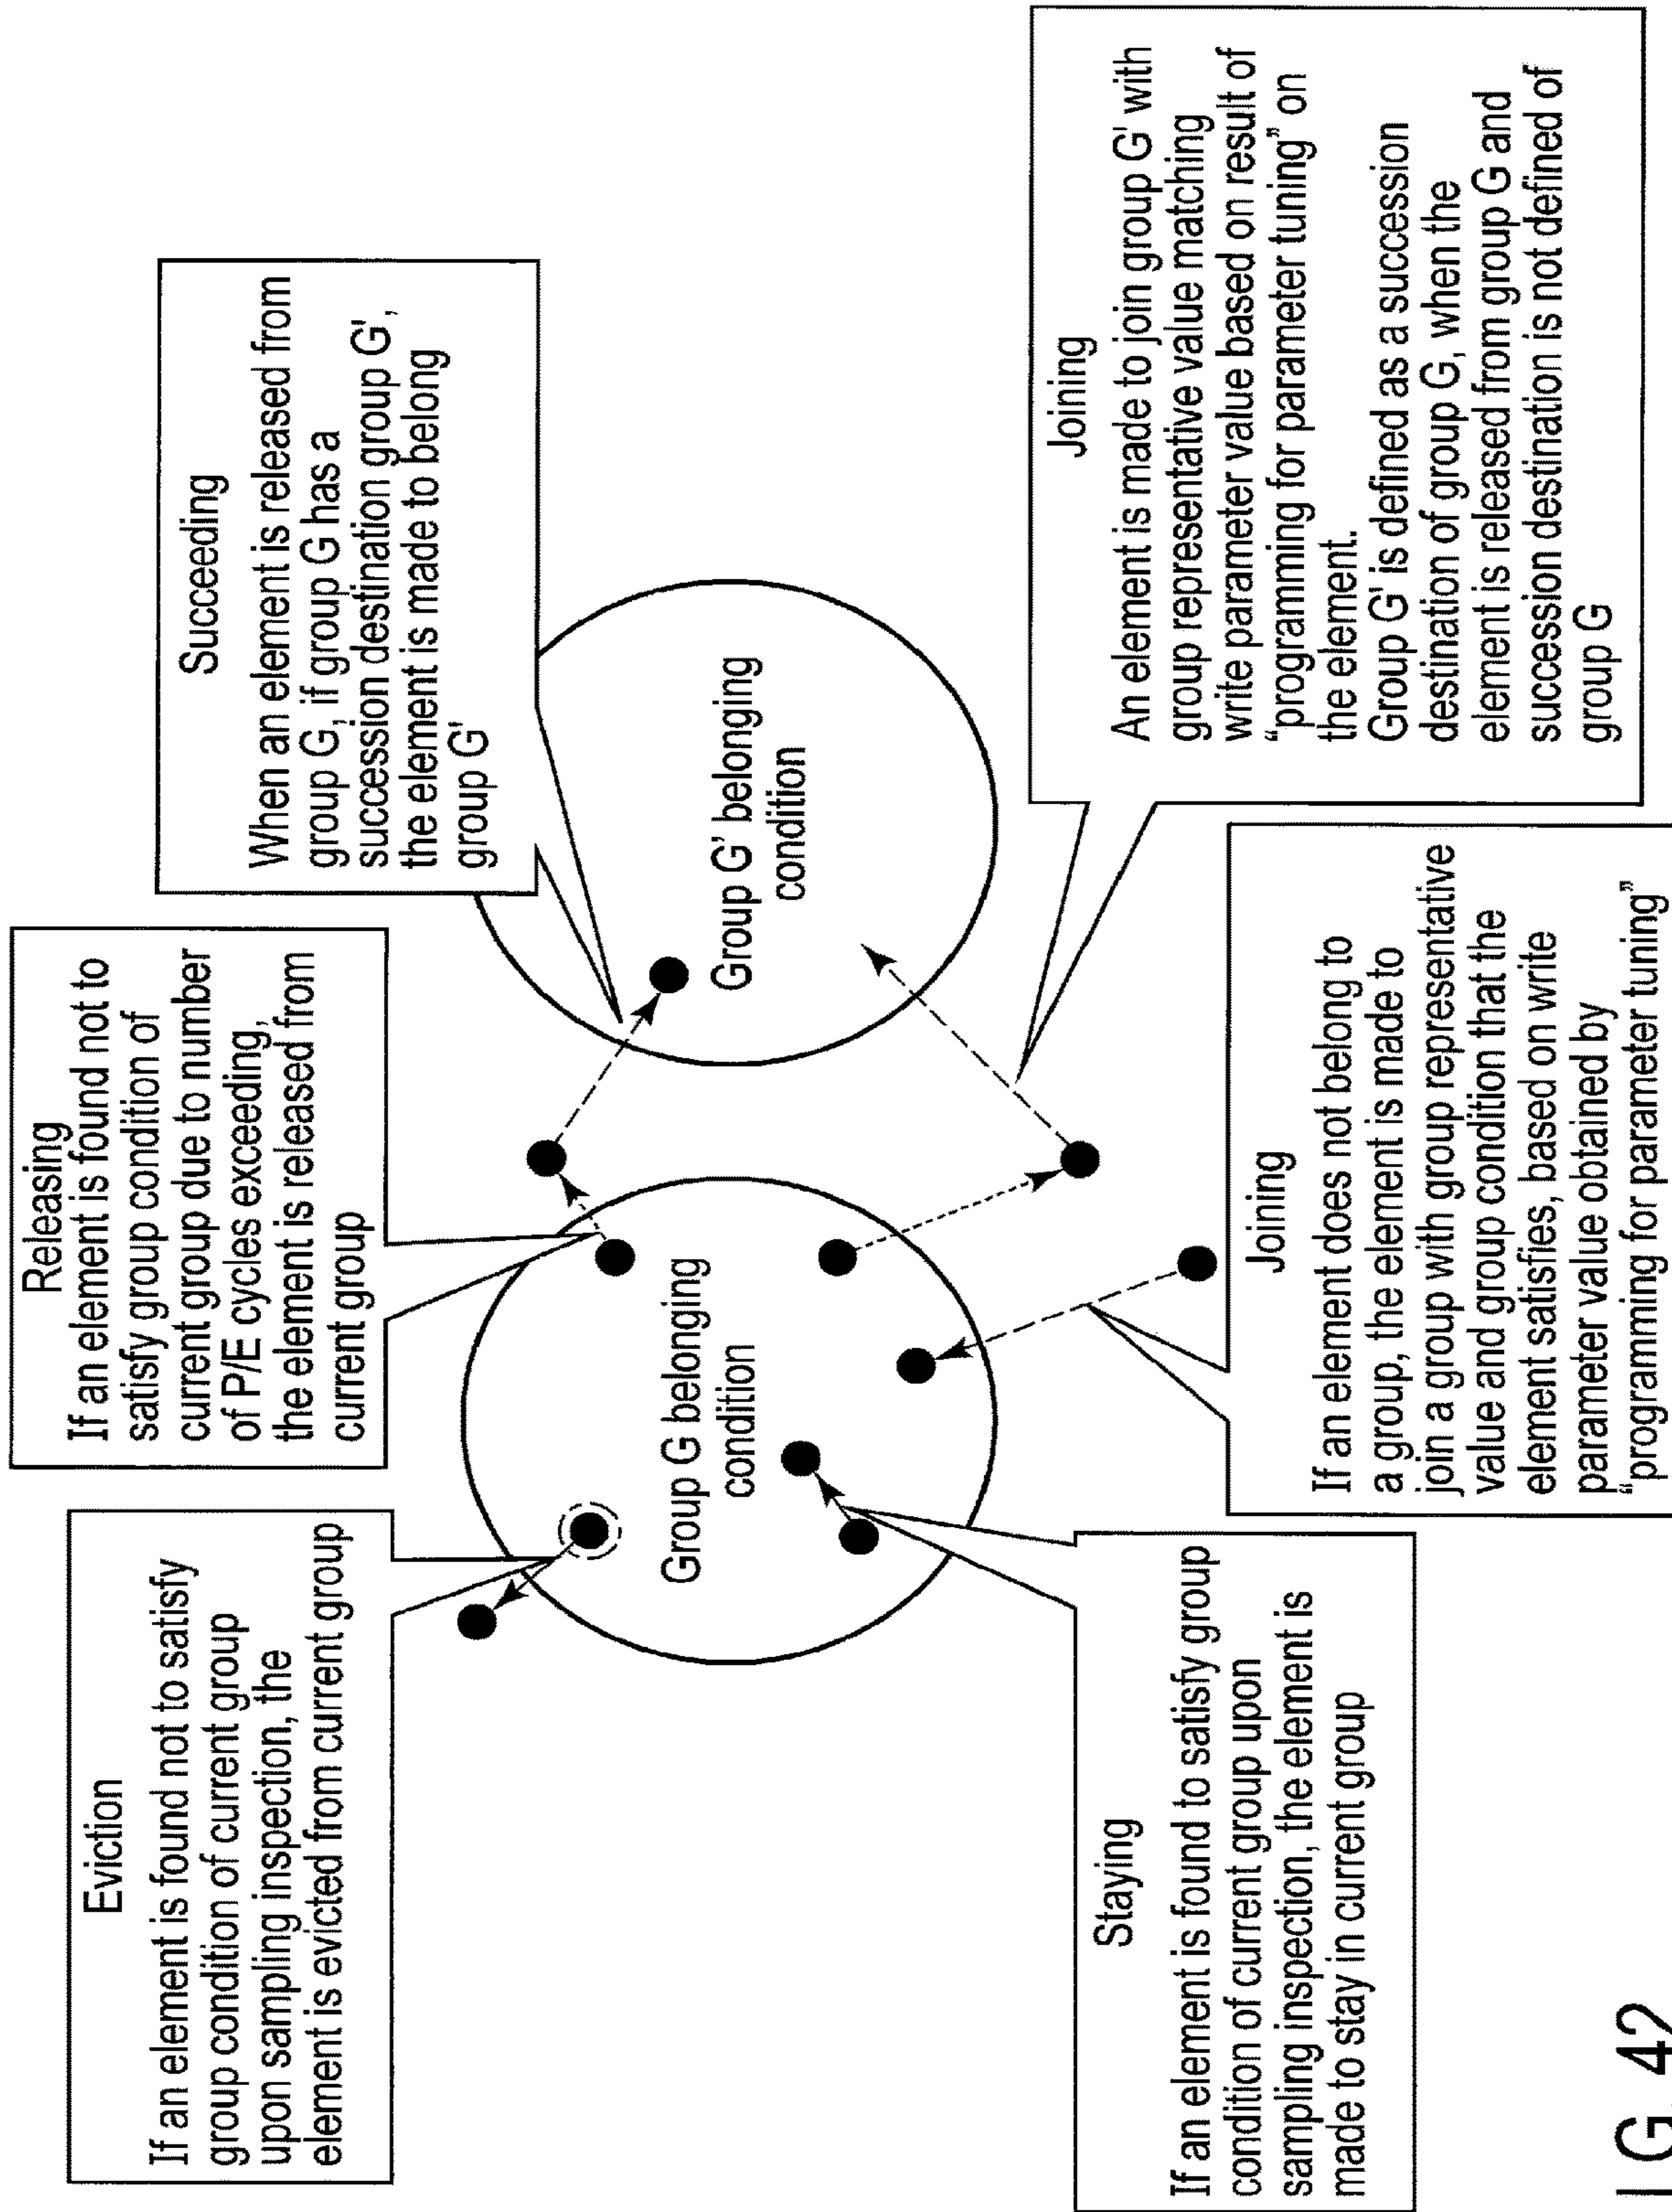 Eviction
If an element is found not to satisfy
group condition of current group
upon sampling inspection, the
element is evicted from current group
Releasing
If an element is found not to
satisfy group condition of
current group due to number
of P/E cycles exceeding,
the element is released from
current group
Succeeding
When an element is released from
group G, if group G has a
succession destination group G',
the element is made to belong
group G'
Group G belonging
condition
Group G' belonging
condition
Staying
If an element is found to satisfy group
condition of current group upon
sampling inspection, the element is
made to stay in current group
Joining
If an element does not belong to
a group, the element is made to
join a group with group representative
value and group condition that the
element satisfies, based on write
parameter value obtained by
“programming for parameter tuning”
Joining
An element is made to join group G' with
group representative value matching
write parameter value based on result of
“programming for parameter tuning” on
the element.
Group G' is defined as a succession
destination of group G, when the
element is released from group G and
succession destination is not defined of
group G
I G. 42